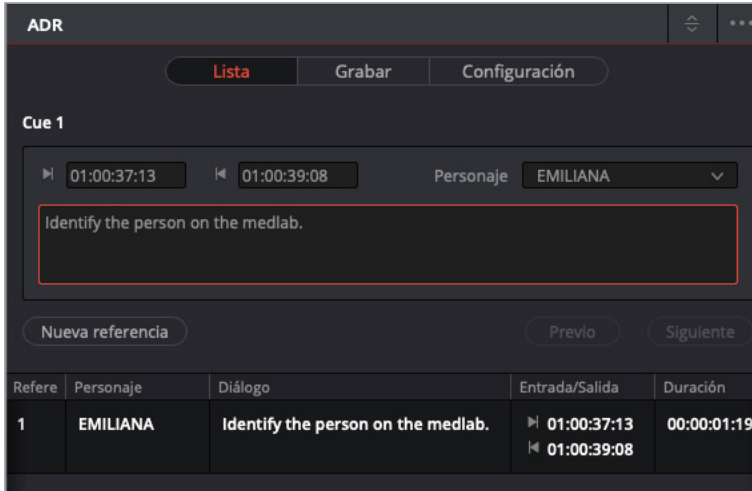 ADR
Lista Grabar Configuración
Cue 1
01:00:37:13 01:00:39:08 Personaje EMILIANA
Identify the person on the medlab.
Nueva referencia Previo Siguiente
Refere Personaje Diálogo Entrada/Salida Duración
1 EMILIANA Identify the person on the medlab. 01:00:37:13 00:00:01:19
01:00:39:08